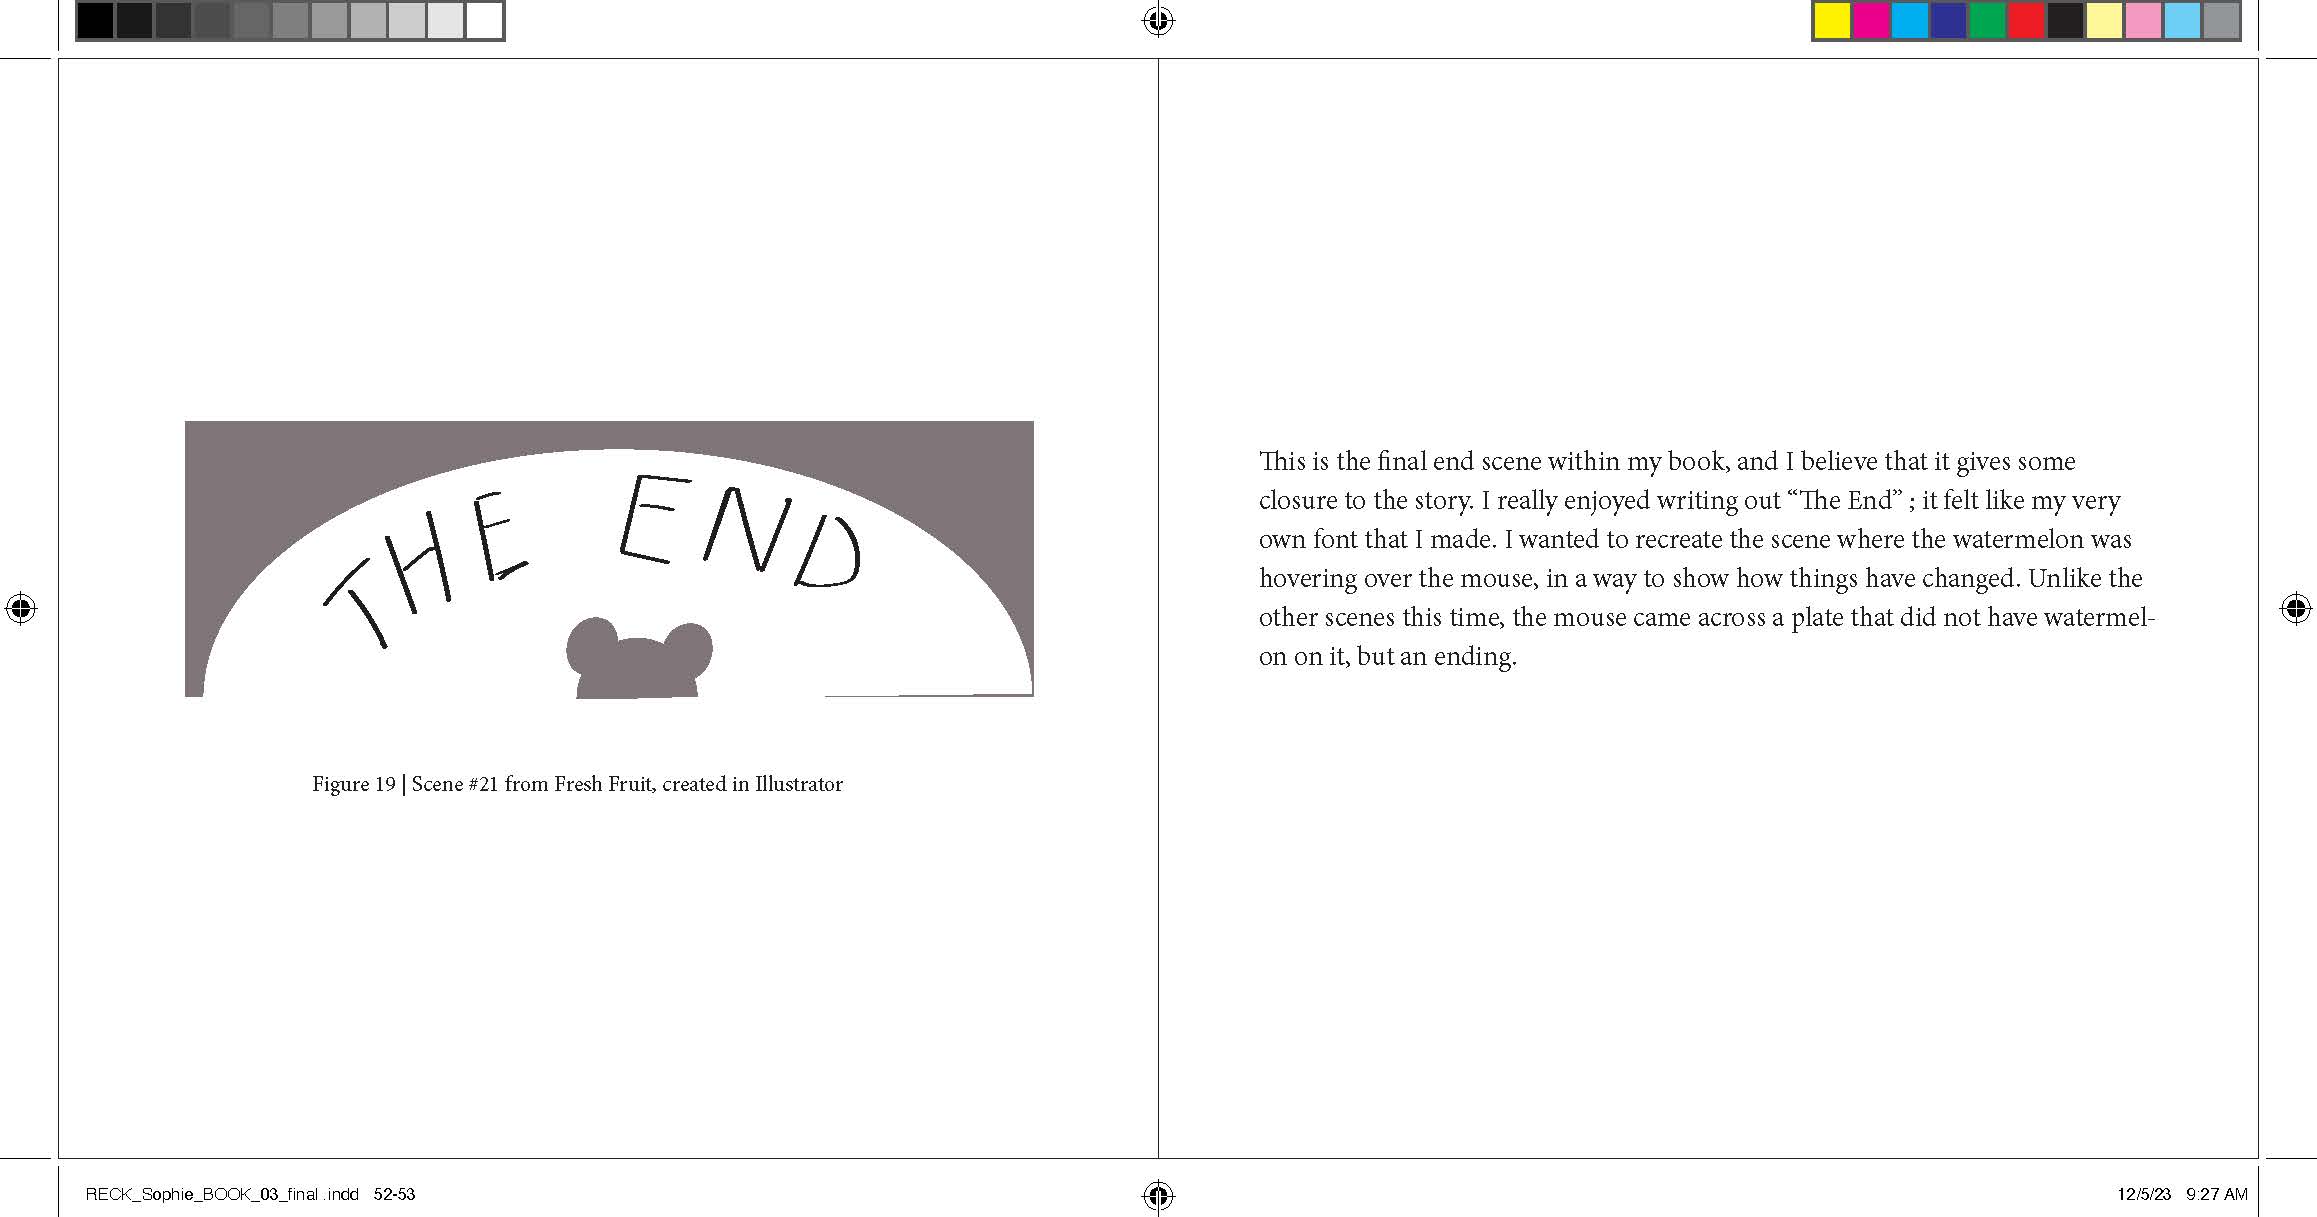 THE END
Figure 19 | Scene #21 from Fresh Fruit, created in Illustrator
This is the final end scene within my book, and I believe that it gives some
closure to the story. I really enjoyed writing out “The End” ; it felt like my very
own font that I made. I wanted to recreate the scene where the watermelon was
hovering over the mouse, in a way to show how things have changed. Unlike the
other scenes this time, the mouse came across a plate that did not have watermel-
on on it, but an ending.
RECK_Sophie_BOOK_03_final .indd 52-53
12/5/23 9:27 AM